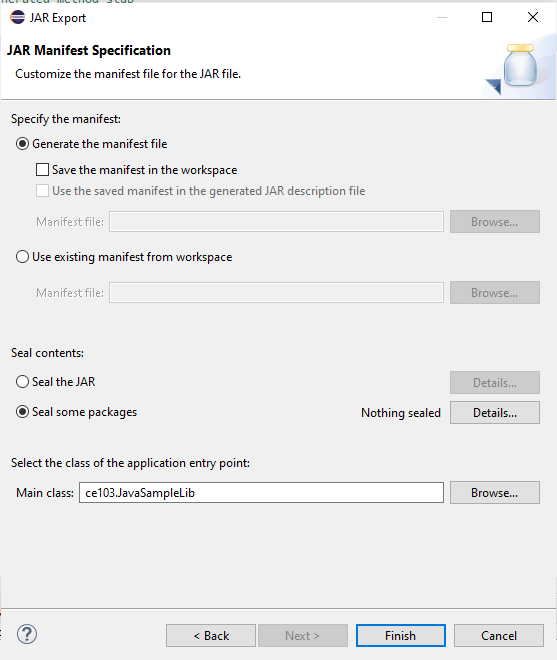 JAR Export
JAR Manifest Specification
Customize the manifest file for the JAR file.
Specify the manifest:
Generate the manifest file
Save the manifest in the workspace
Use the saved manifest in the generated JAR description file
Manifest file: Browse...
Use existing manifest from workspace
Manifest file: Browse...
Seal contents:
Seal the JAR Details...
Seal some packages Nothing sealed Details...
Select the class of the application entry point:
Main class: ce103.JavaSampleLib Browse...
? < Back Next > Finish Cancel